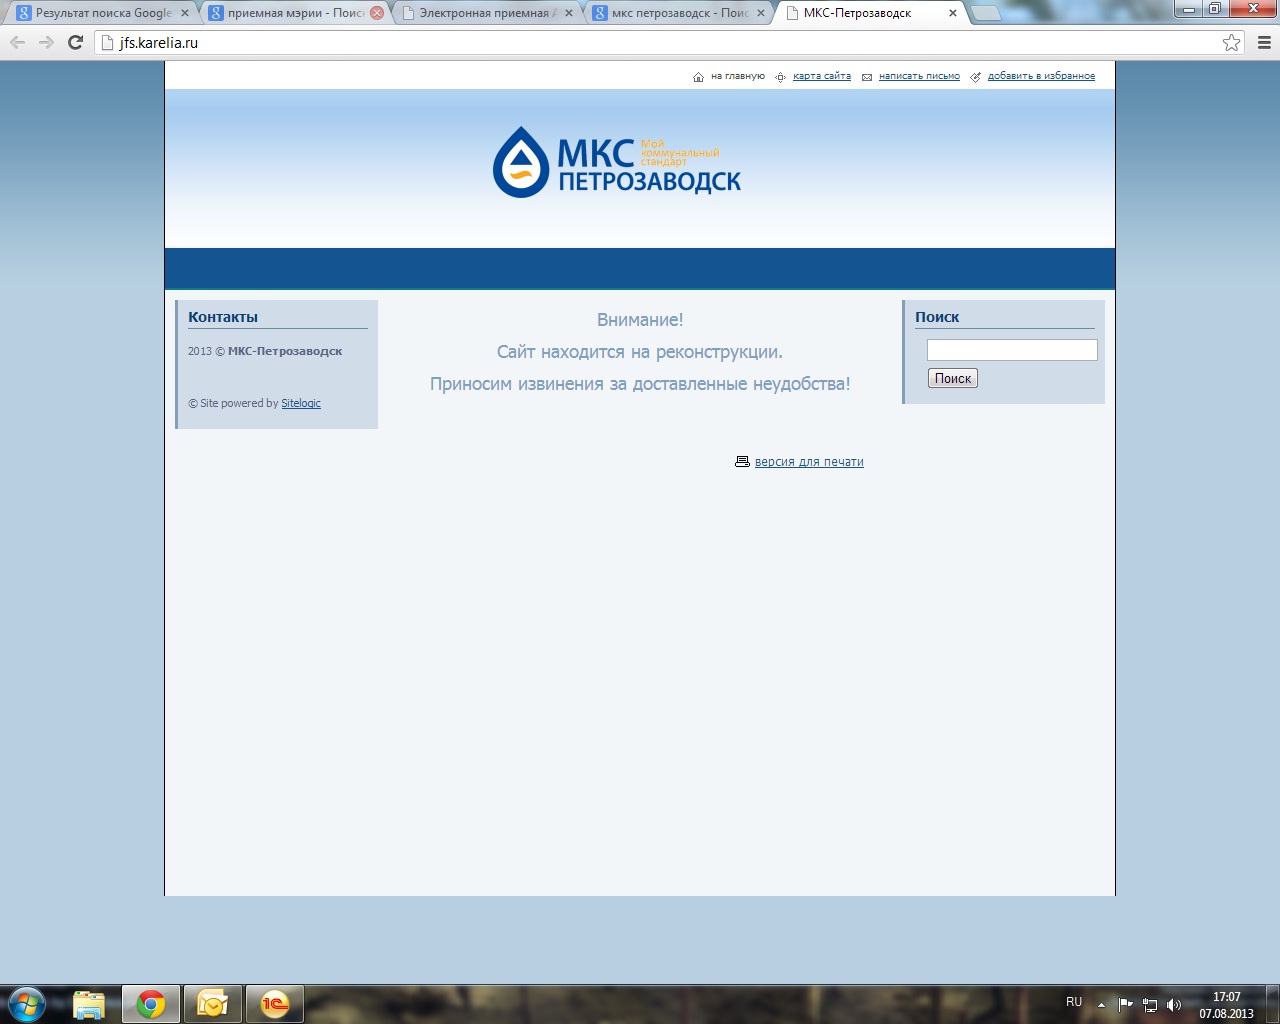 Результат поиска Google
приемная мэрии - Поис
Электронная приемная
мкс петрозаводск - Поис
МКС-Петрозаводск
jfs.karelia.ru
на главную карта сайта написать письмо добавить в избранное
МКС
Мой
коммунальный
стандарт
ПЕТРОЗАВОДСК
Контакты
2013 © МКС-Петрозаводск
© Site powered by Sitelogic
Внимание!
Сайт находится на реконструкции.
Приносим извинения за доставленные неудобства!
версия для печати
Поиск
Поиск
1С
RU
17:07
07.08.2013